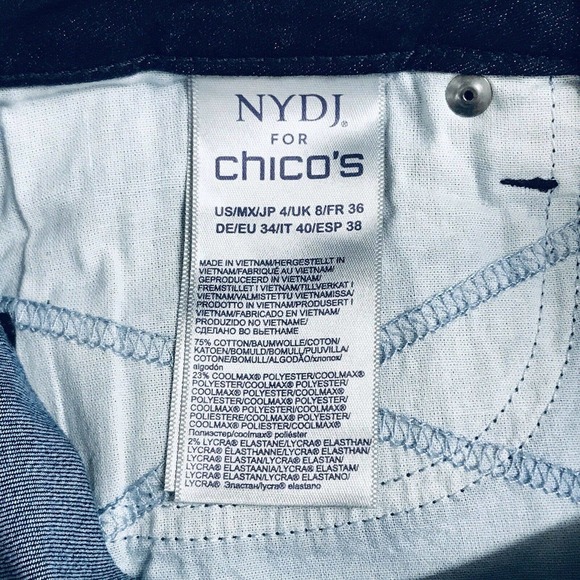 NYDJ®
FOR
chico's
US/MX/JP 4/UK 8/FR 36
DE/EU 34/IT 40/ESP 38
MADE IN VIETNAM/HERGESTELLT IN
VIETNAM/FABRIQUÉ AU VIETNAM/
GEPRODUCEERD IN VIETNAM/
FREMSTILLET I VIETNAM/TILLVERKAT I
VIETNAM/VALMISTETTU VIETNAMISSA/
PRODOTTO IN VIETNAM/PRODUSERT I
VIETNAM/FABRICADO EN VIETNAM/
PRODUZIDO NO VIETNAM/
СДЕЛАНО ВО ВЬЕТНАМЕ
75% COTTON/BAUMWOLLE/COTON/
KATOEN/BOMULD/BOMULL/PUUVILLA/
COTONE/BOMULL/ALGODÃO/хлопок/
algodón
23% COOLMAX® POLYESTER/COOLMAX®
POLYESTER/COOLMAX® POLYESTER/
COOLMAX® POLYESTER/COOLMAX®
POLYESTER/COOLMAX® POLYESTER/
COOLMAX® POLYESTERI/COOLMAX®
POLIESTERE/COOLMAX® POLYESTER/
COOLMAX® POLIÉSTER/COOLMAX®
Полиэстер/coolmax® poliéster
2% LYCRA® ELASTANE/LYCRA® ELASTHAN/
LYCRA® ÉLASTHANNE/LYCRA® ELASTHAN/
LYCRA® ELASTAN/LYCRA® ELASTAN/
LYCRA® ELASTAANIA/LYCRA® ELASTAM/
LYCRA® ELASTAN/LYCRA® ELASTANO/
LYCRA® Эластан/lycra® elastano